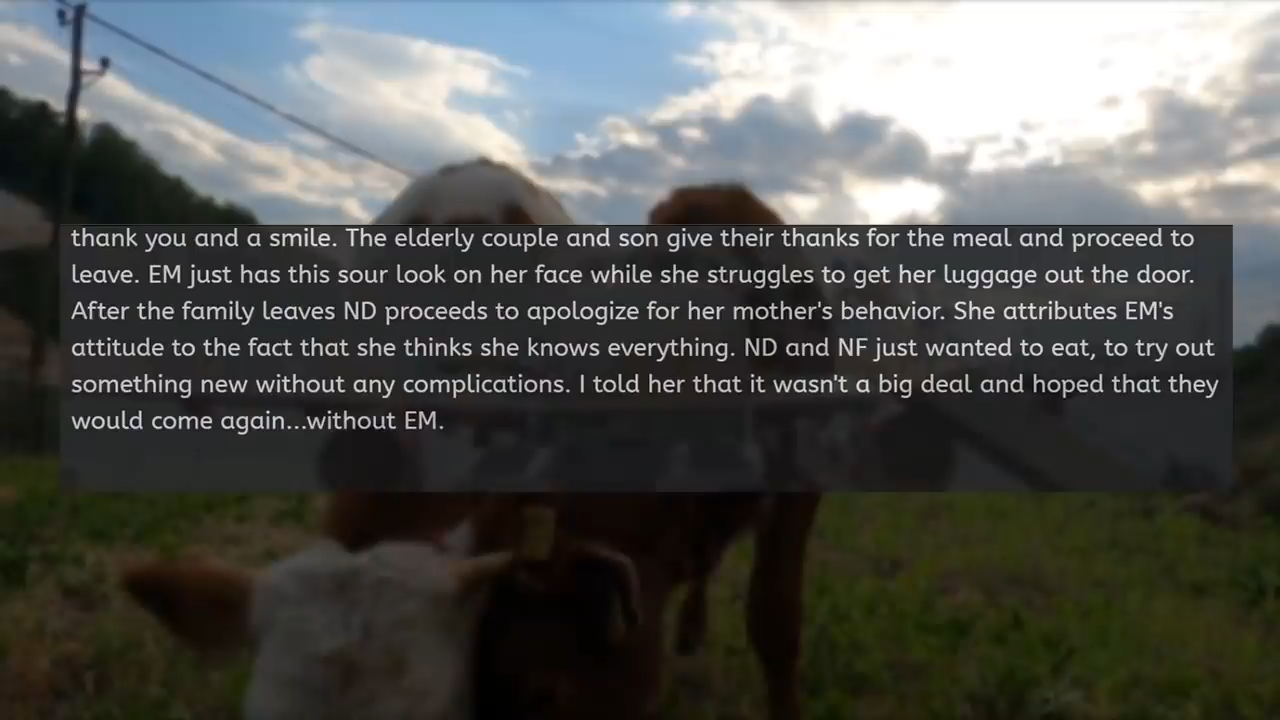 thank you and a smile. The elderly couple and son give their thanks for the meal and proceed to
leave. EM just has this sour look on her face while she struggles to get her luggage out the door.
After the family leaves ND proceeds to apologize for her mother's behavior. She attributes EM's
attitude to the fact that she thinks she knows everything. ND and NF just wanted to eat, to try out
something new without any complications. I told her that it wasn't a big deal and hoped that they
would come again...without EM.